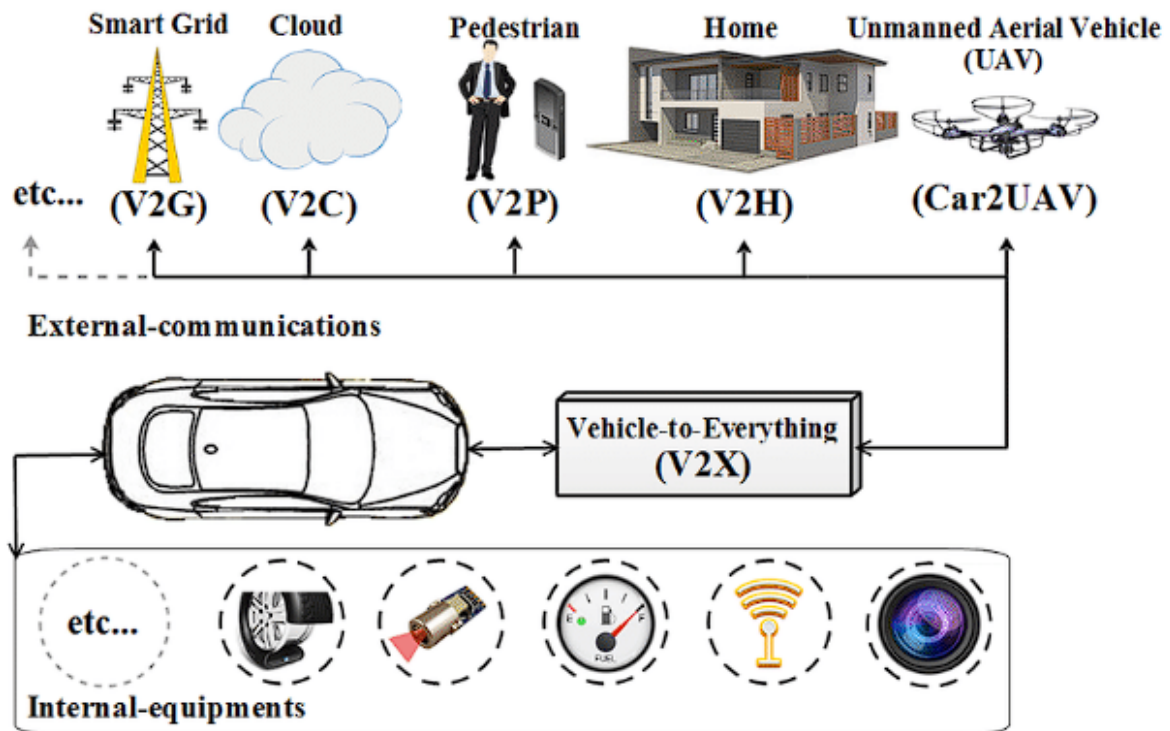 Smart Grid
Cloud
Pedestrian
Home
Unmanned Aerial Vehicle
(UAV)
etc...
(V2G)
(V2C)
(V2P)
(V2H)
(Car2UAV)
External-communications
Vehicle-to-Everything
(V2X)
etc...
E
F
FUEL
Internal-equipments